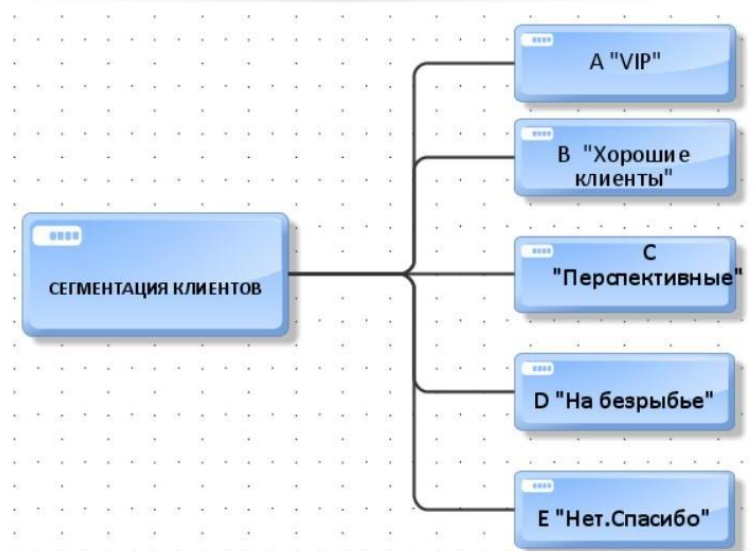 A "VIP"
B "Хорошие
клиенты"
СЕГМЕНТАЦИЯ КЛИЕНТОВ
C
"Перспективные"
D "На безрыбье"
E "Нет.Спасибо"